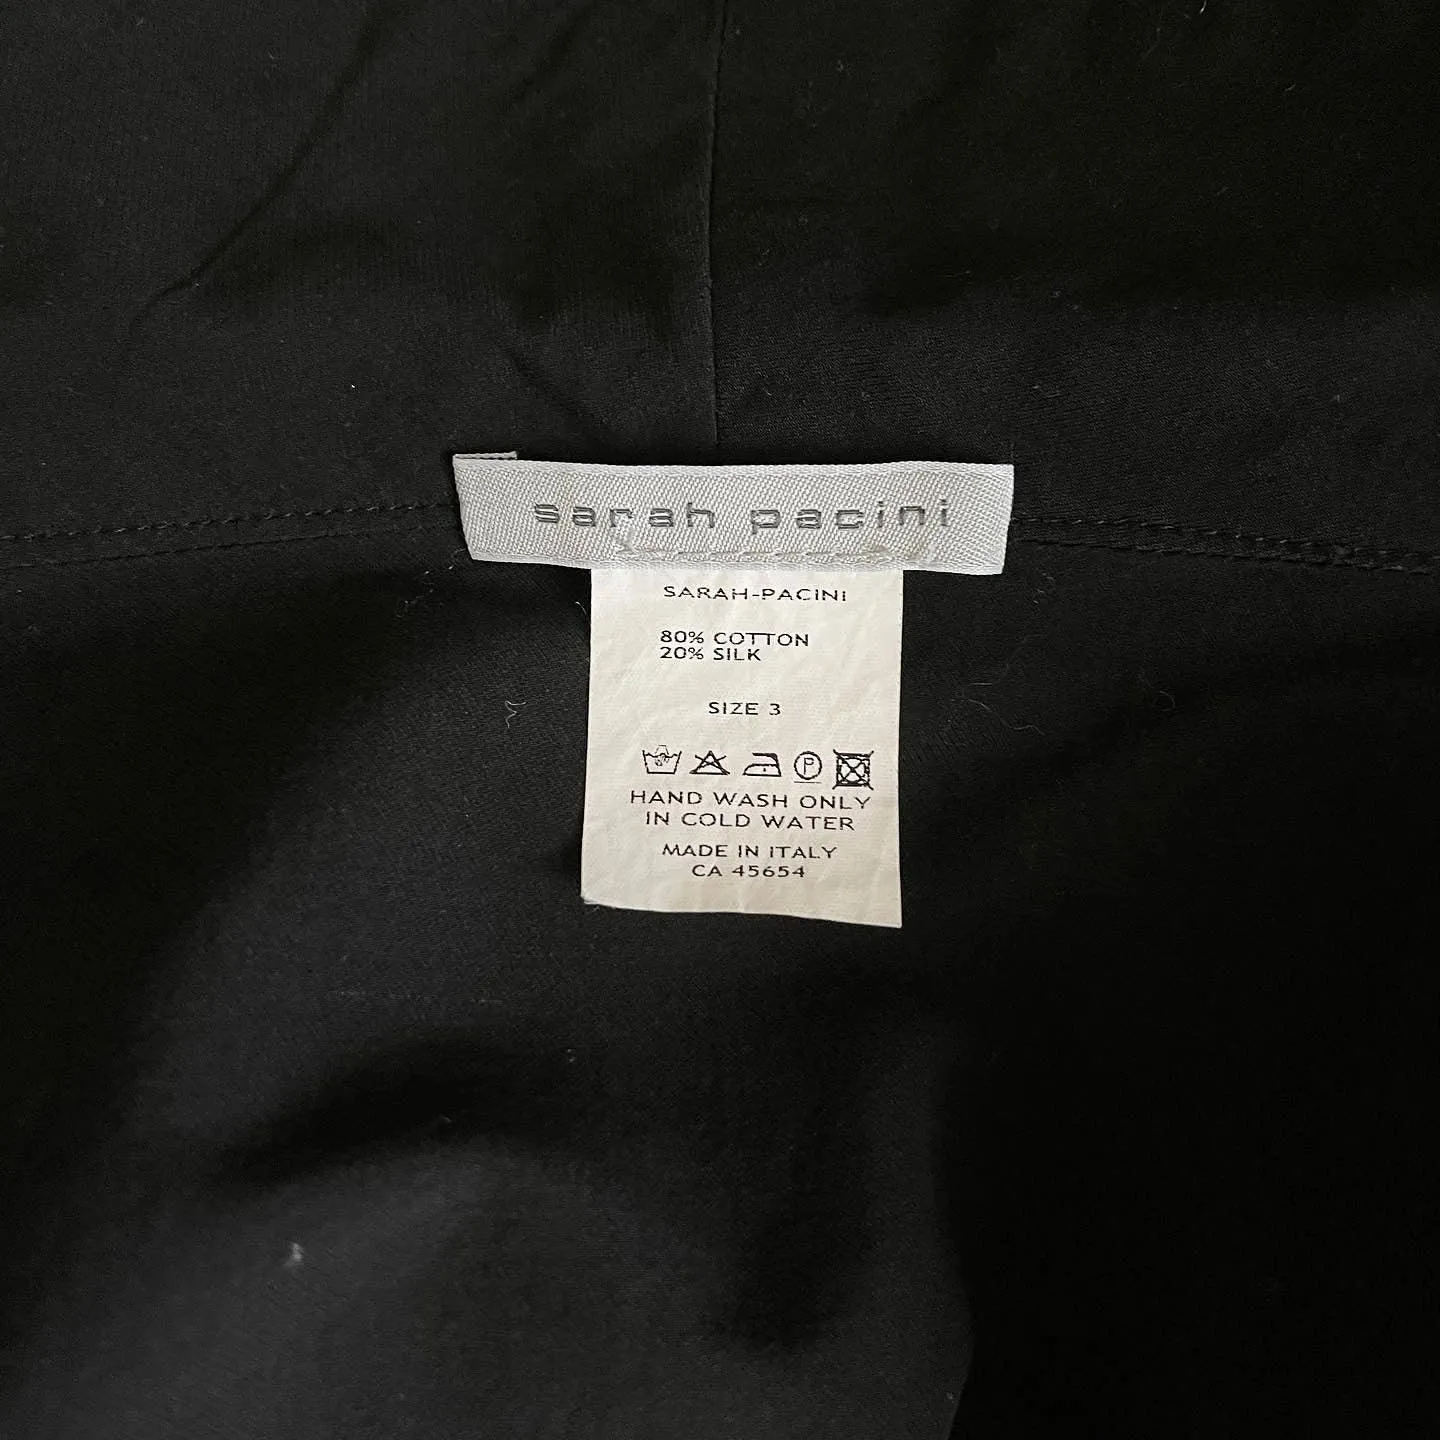 sarah pacini
SARAH-PACINI
80% COTTON
20% SILK
SIZE 3
P
HAND WASH ONLY
IN COLD WATER
MADE IN ITALY
CA 45654